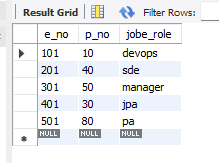 Result Grid Filter Rows:
e_no p_no jobe_role
101 10 devops
201 40 sde
301 50 manager
401 30 jpa
501 80 pa
NULL NULL NULL